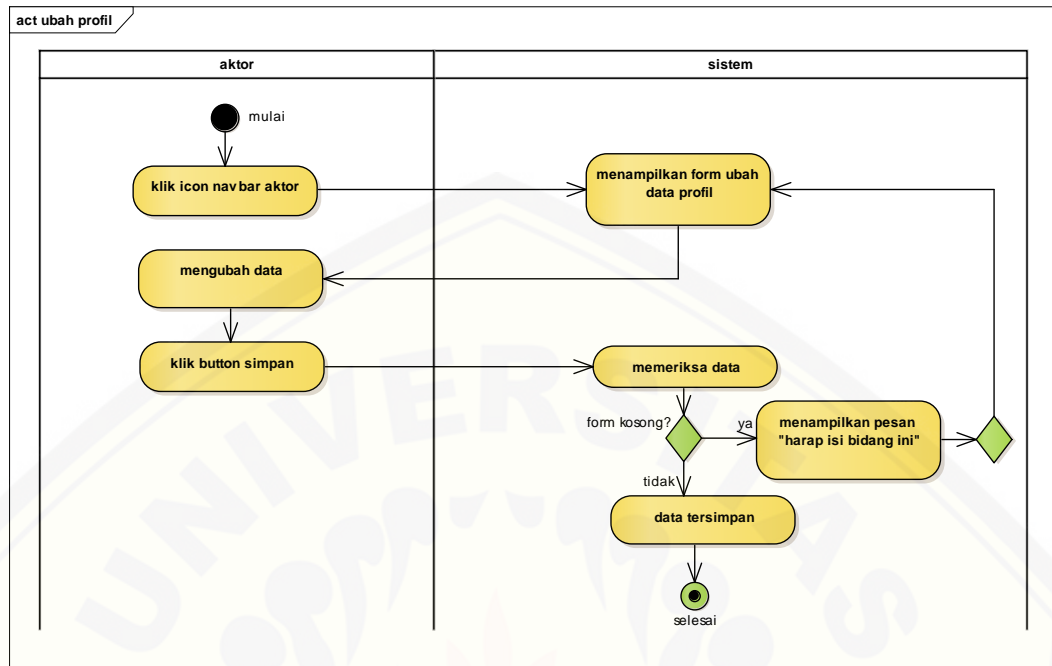 act ubah profil
aktor
sistem
mulai
klik icon navbar aktor
menampilkan form ubah
data profil
mengubah data
klik button simpan
memeriksa data
form kosong?
ya
menampilkan pesan
"harap isi bidang ini"
tidak
data tersimpan
selesai
UNIVERSITAS